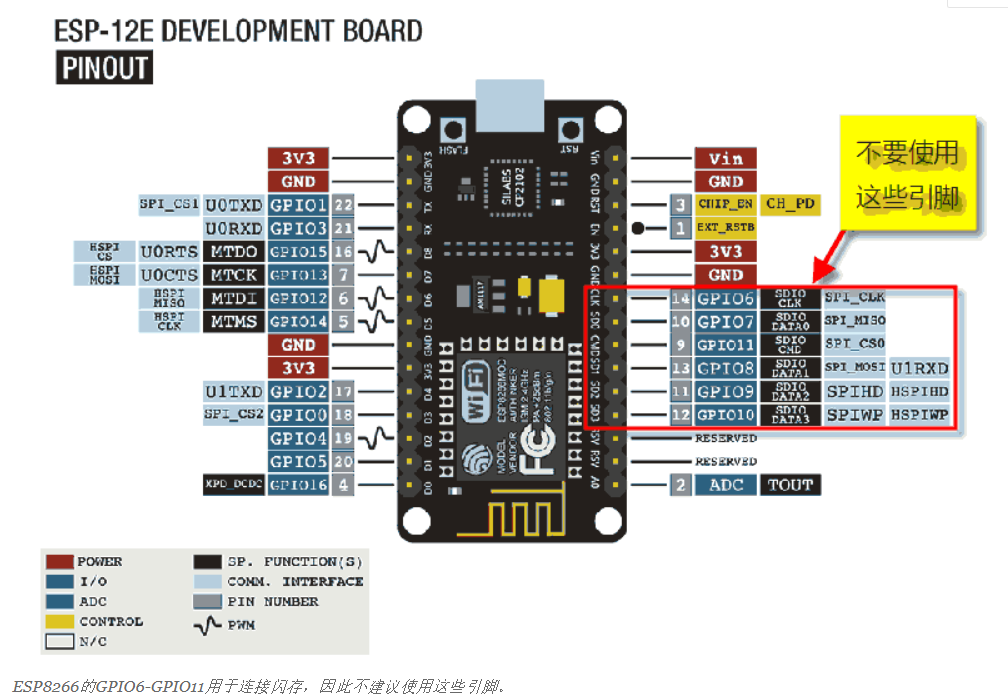 ESP-12E DEVELOPMENT BOARD
PINOUT
不要使用
这些引脚
3V3
GND
SPI_CS1 U0TXD GPIO1 22
U0RXD GPIO3 21
HSPI CS U0RTS MTDO GPIO15 16
HSPI MOSI U0CTS MTCK GPIO13 7
HSPI MISO MTDI GPIO12 6
HSPI CLK MTMS GPIO14 5
GND
3V3
U1TXD GPIO2 17
SPI_CS2 GPIO0 18
GPIO4 19
GPIO5 20
XPD_DCDC GPIO16 4
FLASH
RST
3V3
GND
TX
RX
D8
D7
D6
D5
GND
3V3
D4
D3
D2
D1
D0
SILABS
CP2102
AM1117
WiFi
MODEL
VENDOR
ESP8266MOD
AI-THINKER
ISM 2.4GHz
PA +25dBm
802.11b/g/n
FC
Vin
GND
RST
EN
3V3
GND
CLK
SD0
CMD
SD1
SD2
SD3
RSV
RSV
A0
Vin
GND
3 CHIP_EN CH_PD
1 EXT_RSTB
3V3
GND
14 GPIO6 SDIO CLK SPI_CLK
10 GPIO7 SDIO DATA0 SPI_MISO
9 GPIO11 SDIO CMD SPI_CS0
13 GPIO8 SDIO DATA1 SPI_MOSI U1RXD
11 GPIO9 SDIO DATA2 SPIHD HSPIHD
12 GPIO10 SDIO DATA3 SPIWP HSPIWP
RESERVED
RESERVED
2 ADC TOUT
POWER
I/O
ADC
CONTROL
N/C
SP. FUNCTION(S)
COMM. INTERFACE
PIN NUMBER
PWM
ESP8266的GPIO6-GPIO11用于连接闪存，因此不建议使用这些引脚。